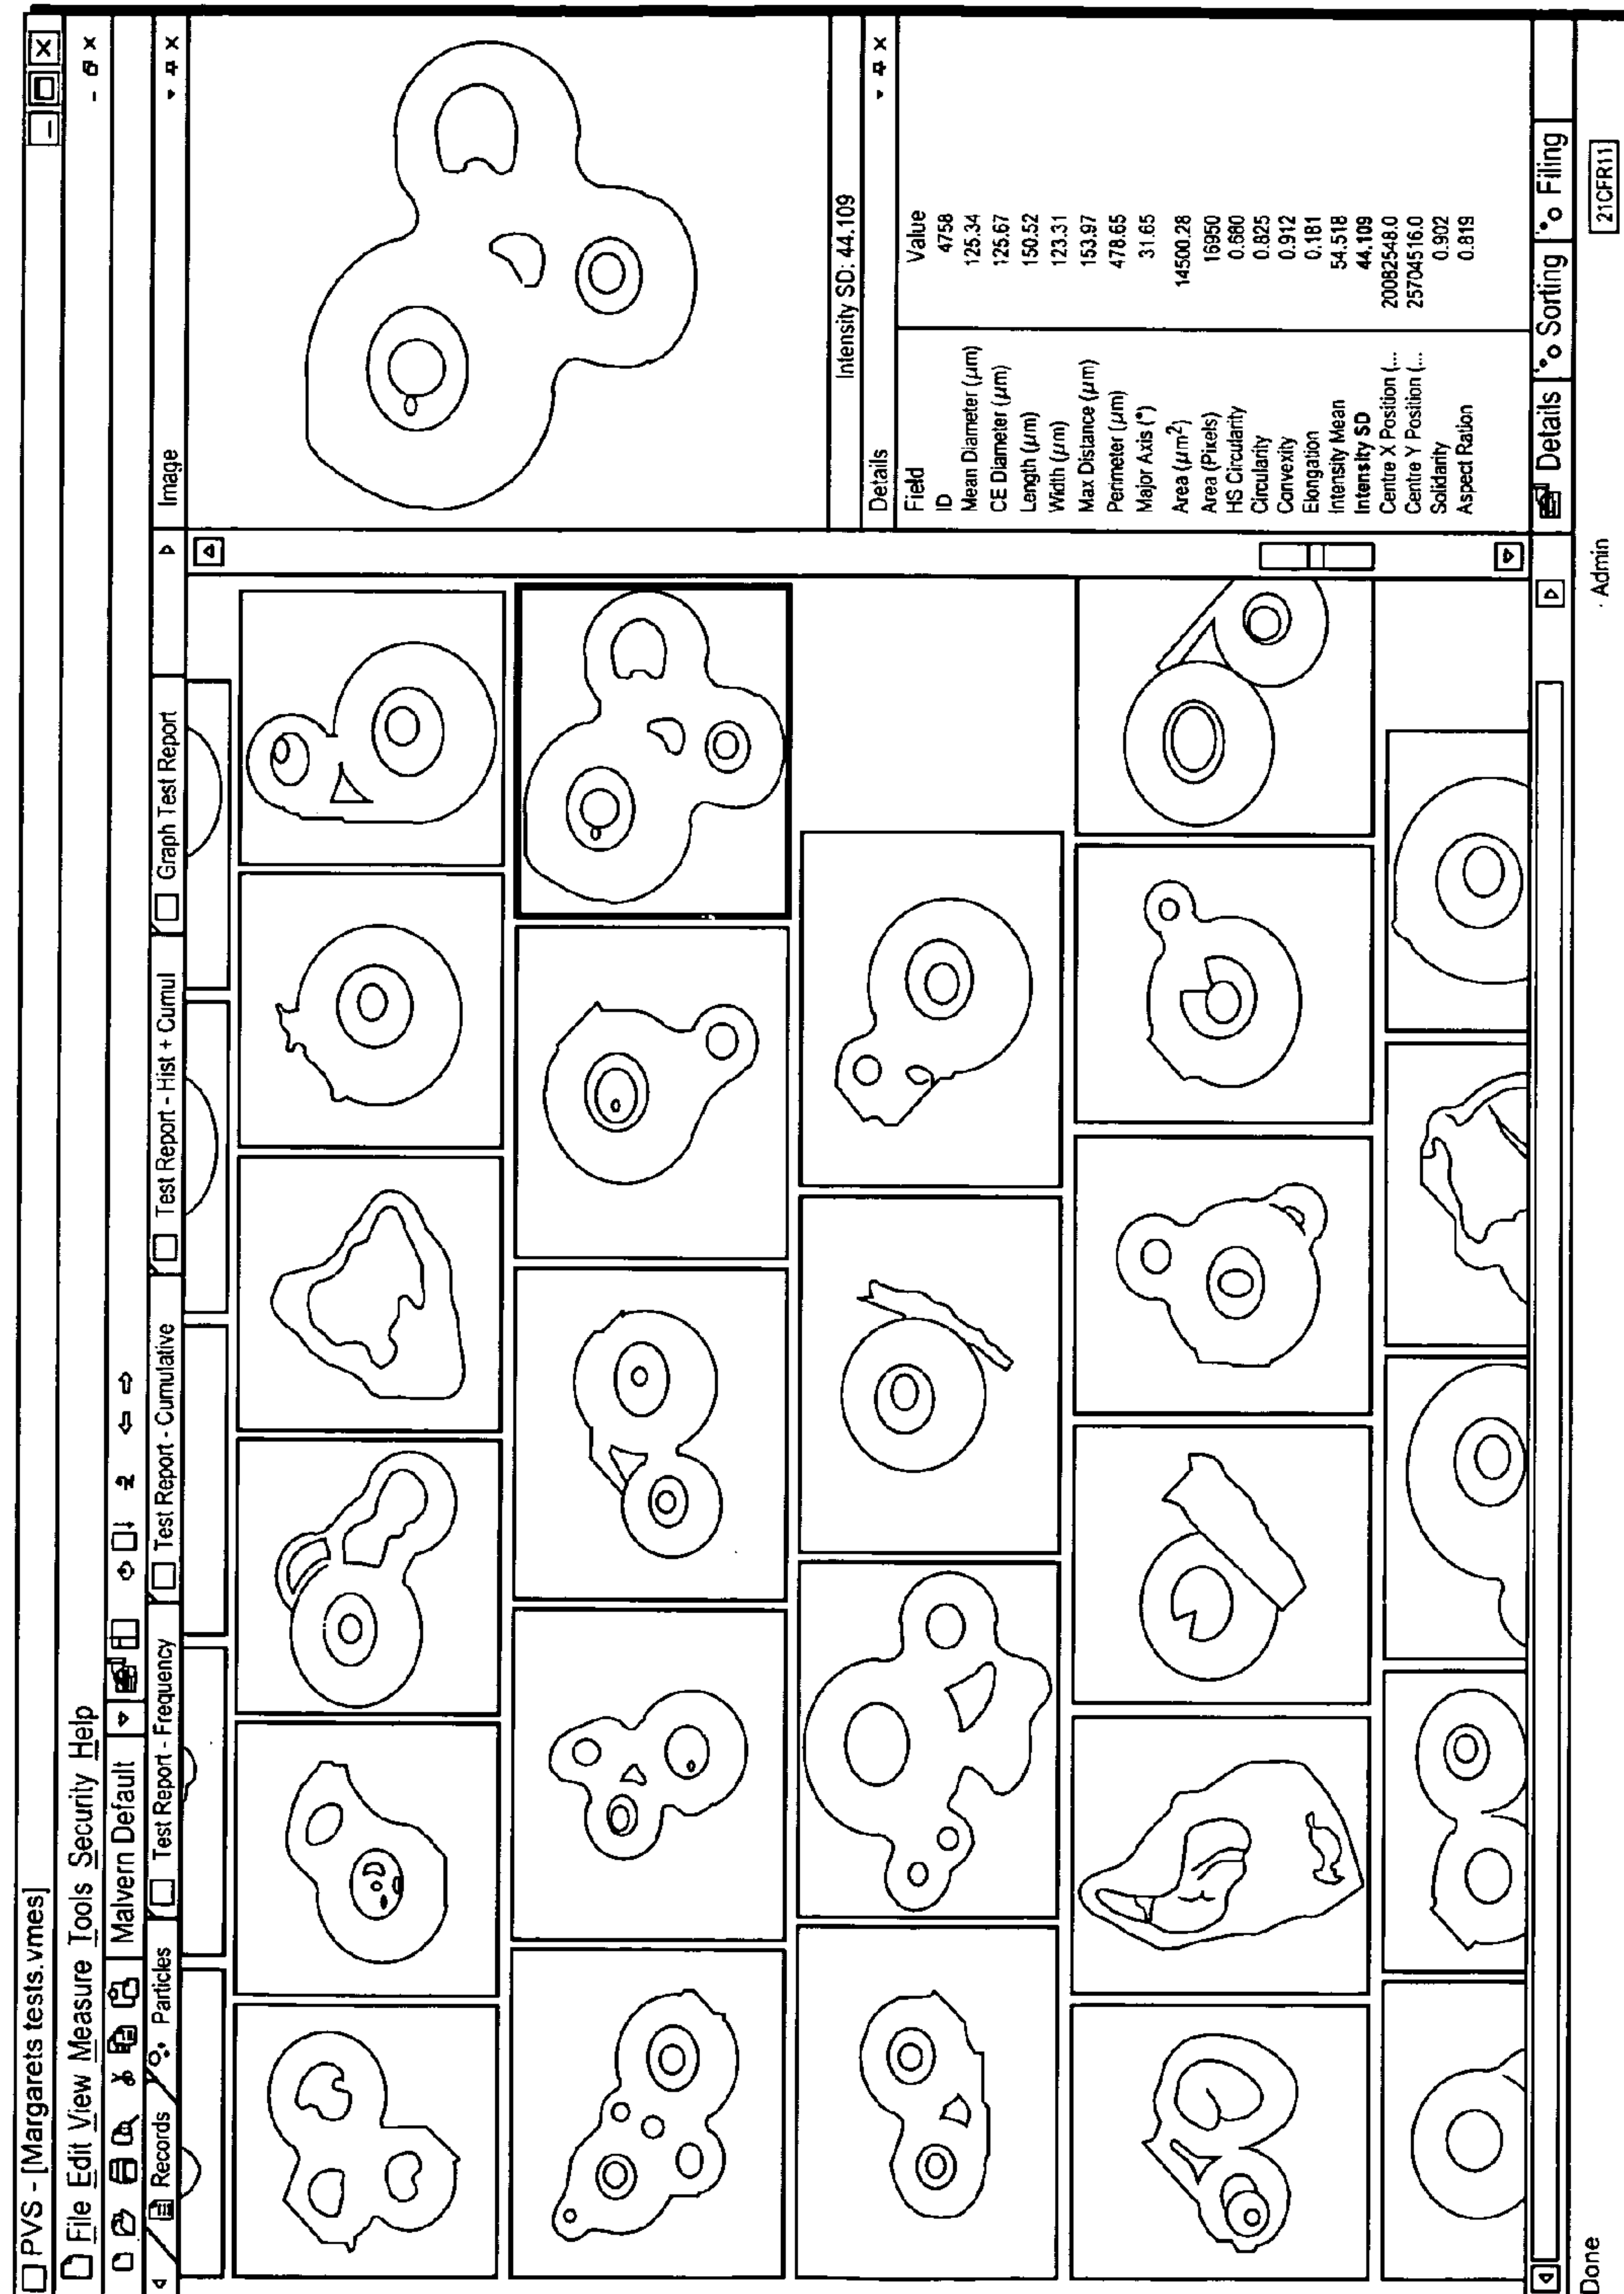 PVS - [Margarets tests.vmes]
File Edit View Measure Tools Security Help
Malvern Default
Records
Particles
Test Report - Frequency
Test Report - Cumulative
Test Report - Hist + Cumul
Graph Test Report
Image
Intensity SD: 44.109
Details
Field Value
ID 4758
Mean Diameter (μm) 125.34
CE Diameter (μm) 125.67
Length (μm) 150.52
Width (μm) 123.31
Max Distance (μm) 153.97
Perimeter (μm) 478.65
Major Axis (°) 31.65
Area (μm²) 14500.28
Area (Pixels) 16950
HS Circularity 0.680
Circularity 0.825
Convexity 0.912
Elongation 0.181
Intensity Mean 54.518
Intensity SD 44.109
Centre X Position (... 20082548.0
Centre Y Position (... 25704516.0
Solidarity 0.902
Aspect Ration 0.819
Details Sorting Filing
Done
Admin
21CFR11